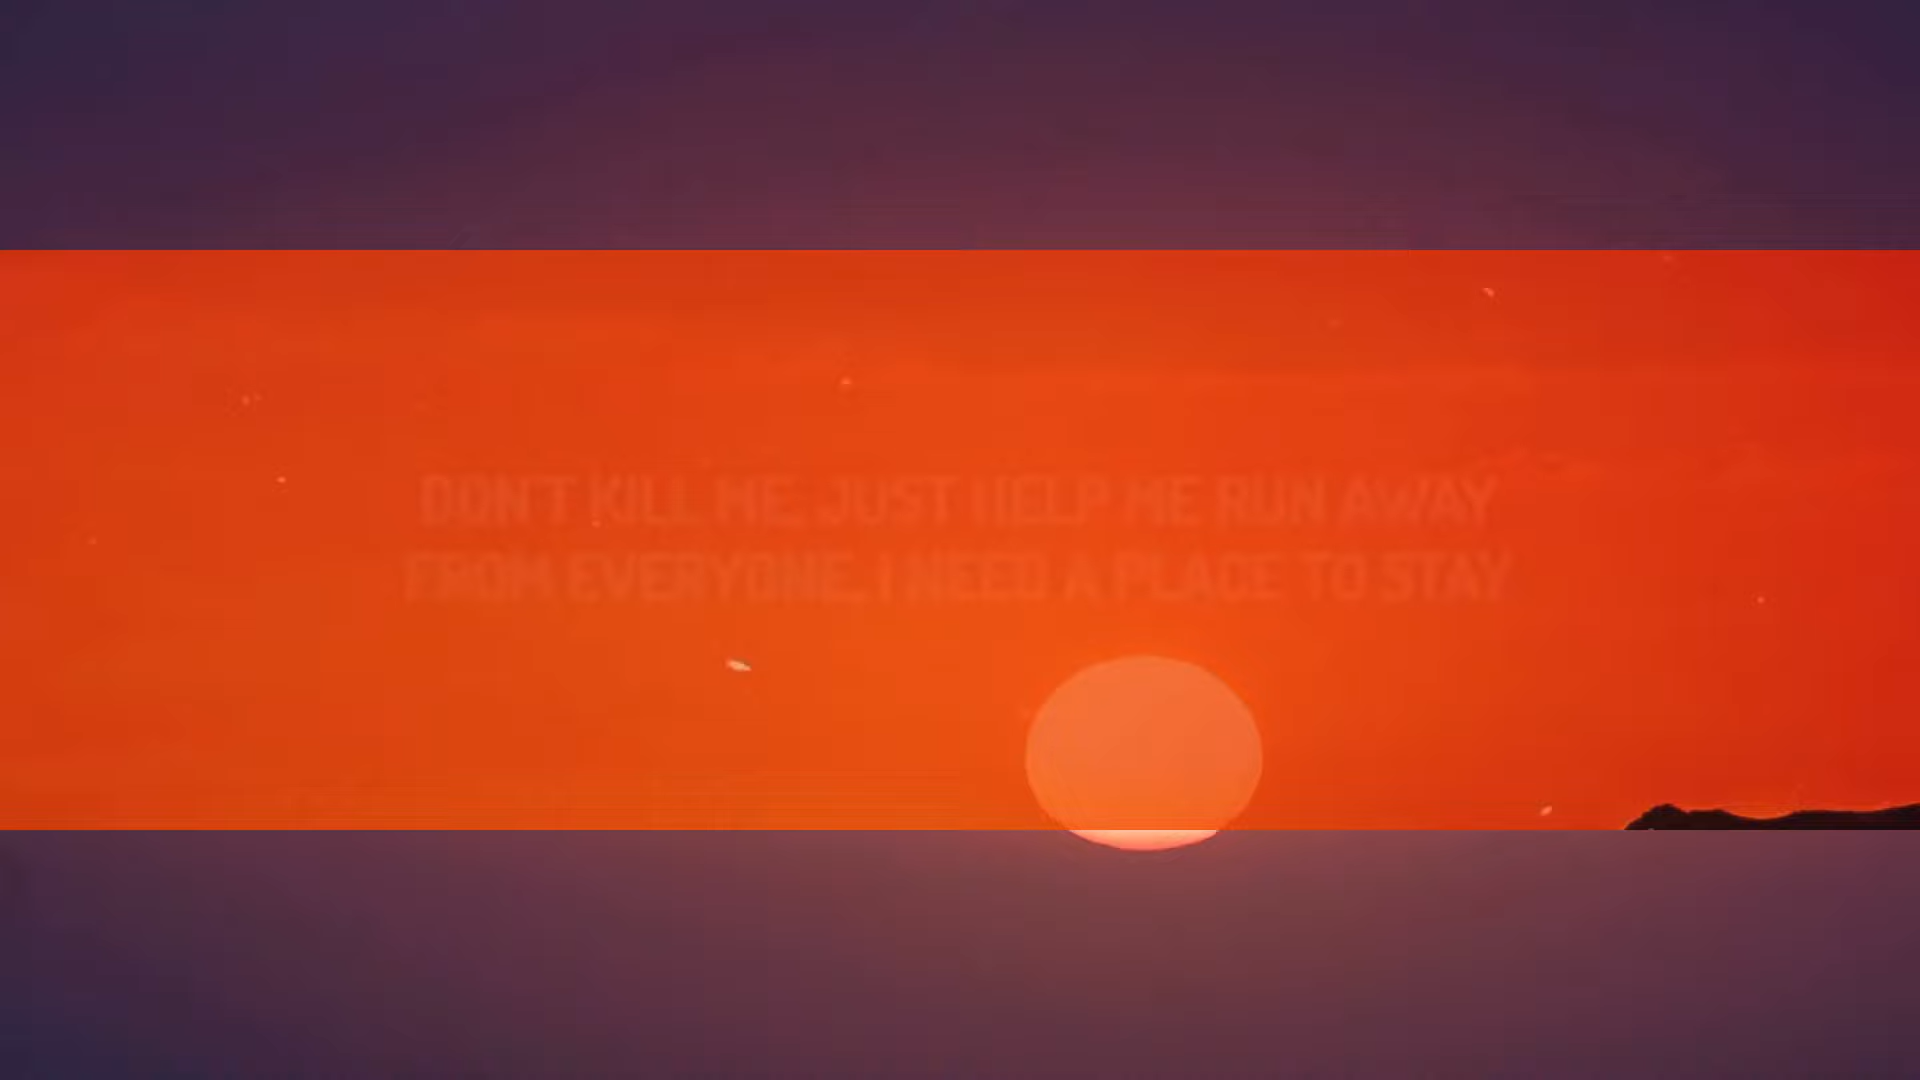 DON'T KILL ME, JUST HELP ME RUN AWAY
FROM EVERYONE, I NEED A PLACE TO STAY